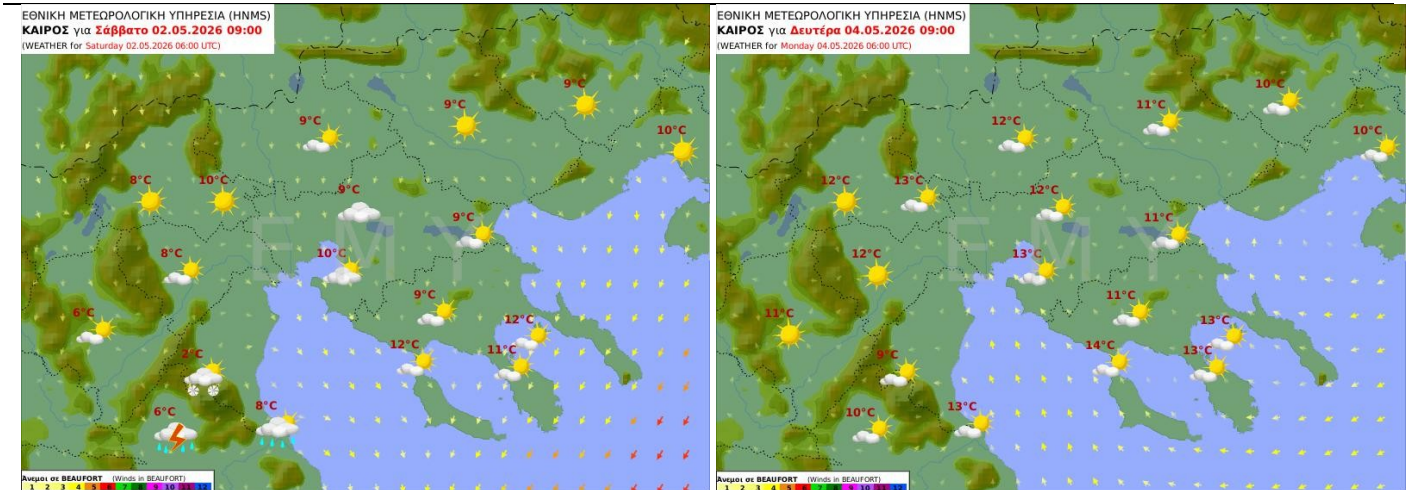 ΕΘΝΙΚΗ ΜΕΤΕΩΡΟΛΟΓΙΚΗ ΥΠΗΡΕΣΙΑ (HNMS)
ΚΑΙΡΟΣ για Σάββατο 02.05.2026 09:00
(WEATHER for Saturday 02.05.2026 06:00 UTC)
9°C
9°C
9°C
10°C
8°C
10°C
9°C
9°C
8°C
10°C
9°C
6°C
12°C
12°C
11°C
2°C
6°C
8°C
ΕΜΥ
Άνεμοι σε BEAUFORT (Winds in BEAUFORT)
1 2 3 4 5 6 7 8 9 10 11 12
ΕΘΝΙΚΗ ΜΕΤΕΩΡΟΛΟΓΙΚΗ ΥΠΗΡΕΣΙΑ (HNMS)
ΚΑΙΡΟΣ για Δευτέρα 04.05.2026 09:00
(WEATHER for Monday 04.05.2026 06:00 UTC)
10°C
11°C
12°C
10°C
12°C
13°C
12°C
11°C
12°C
13°C
11°C
11°C
13°C
14°C
13°C
9°C
10°C
13°C
ΕΜΥ
Άνεμοι σε BEAUFORT (Winds in BEAUFORT)
1 2 3 4 5 6 7 8 9 10 11 12